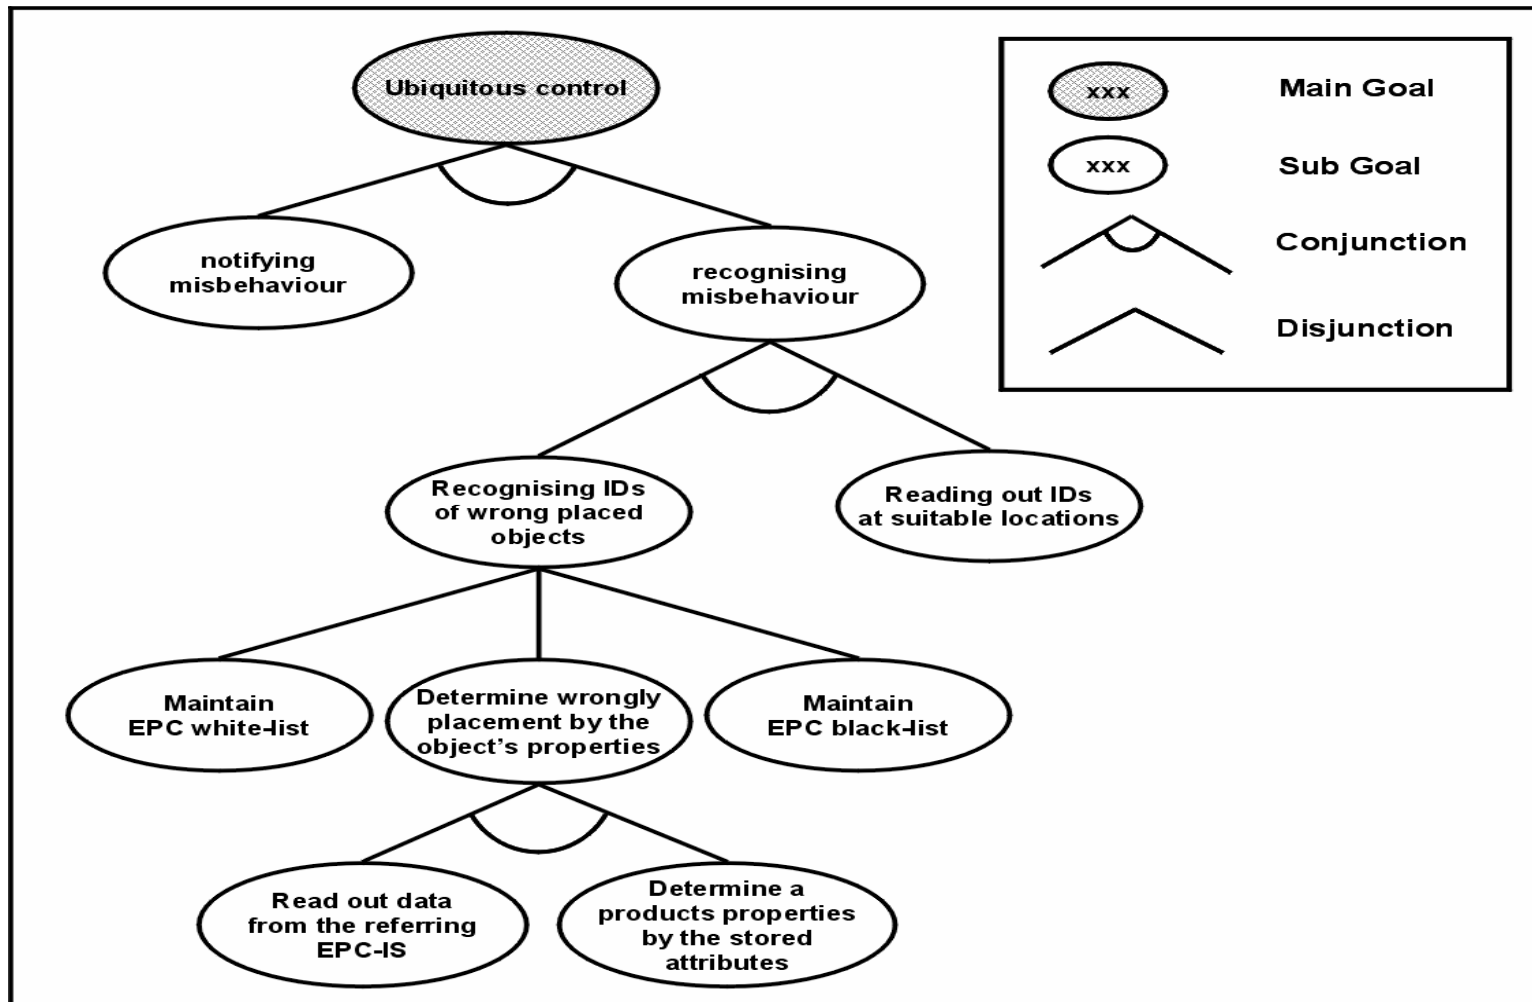 Ubiquitous control
notifying
misbehaviour
recognising
misbehaviour
Recognising IDs
of wrong placed
objects
Reading out IDs
at suitable locations
Maintain
EPC white-list
Determine wrongly
placement by the
object's properties
Maintain
EPC black-list
Read out data
from the referring
EPC-IS
Determine a
products properties
by the stored
attributes
xxx Main Goal
xxx Sub Goal
Conjunction
Disjunction